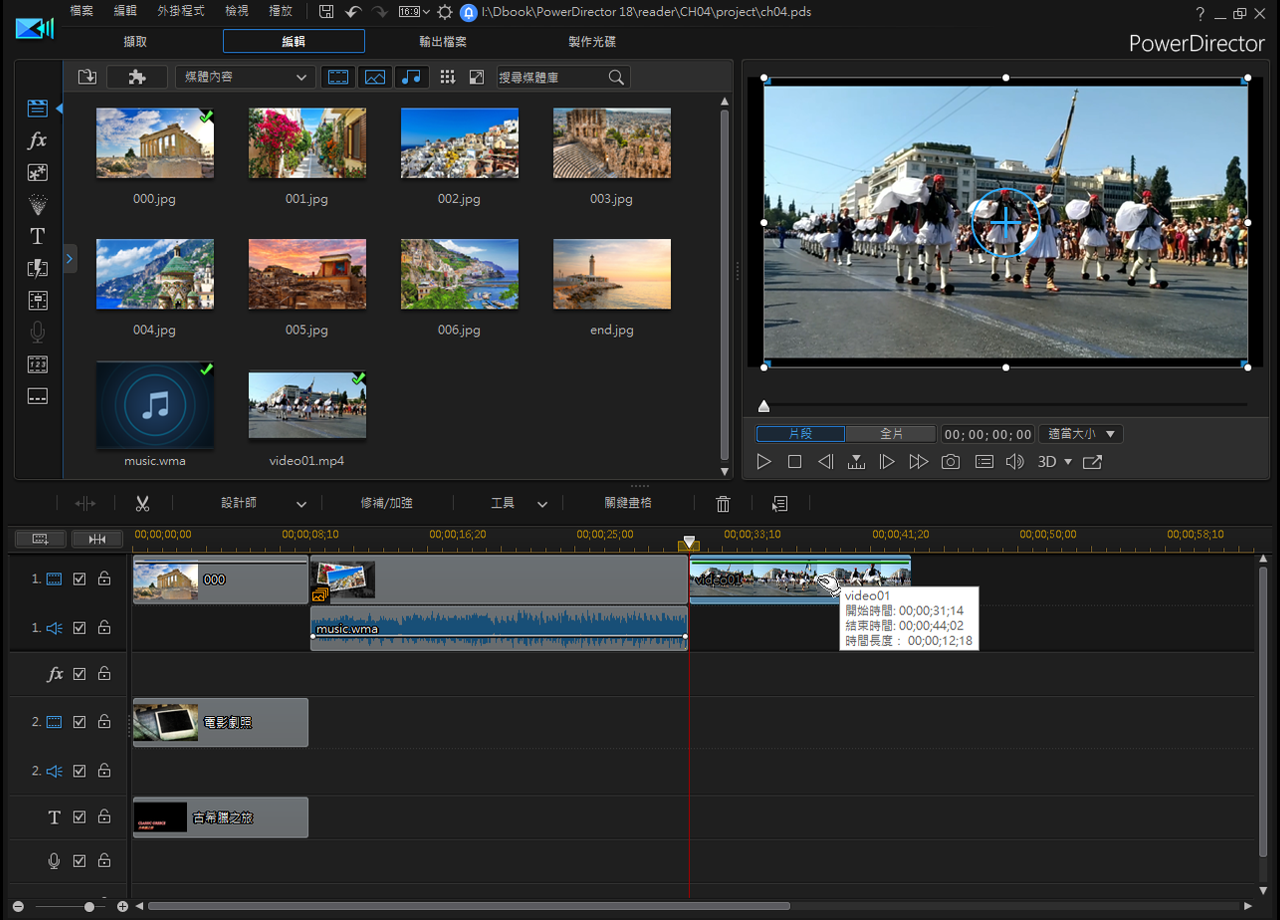 檔案 編輯 外掛程式 檢視 播放 16:9 I:\Dbook\PowerDirector 18\reader\CH04\project\ch04.pds ?
擷取 編輯 輸出檔案 製作光碟
PowerDirector
媒體內容 搜尋媒體庫
fx
T
123
000.jpg 001.jpg 002.jpg 003.jpg
004.jpg 005.jpg 006.jpg end.jpg
music.wma video01.mp4
片段 全片 00;00;00;00 適當大小
3D
設計師 修補/加強 工具 關鍵畫格
00;00;00;00 00;00;08;10 00;00;16;20 00;00;25;00 00;00;33;10 00;00;41;20 00;00;50;00 00;00;58;10
1. 000 video01
video01
開始時間: 00;00;31;14
結束時間: 00;00;44;02
時間長度： 00;00;12;18
1. music.wma
fx
2. 電影劇照
2.
T CLASSIC GREECE 古希臘之旅